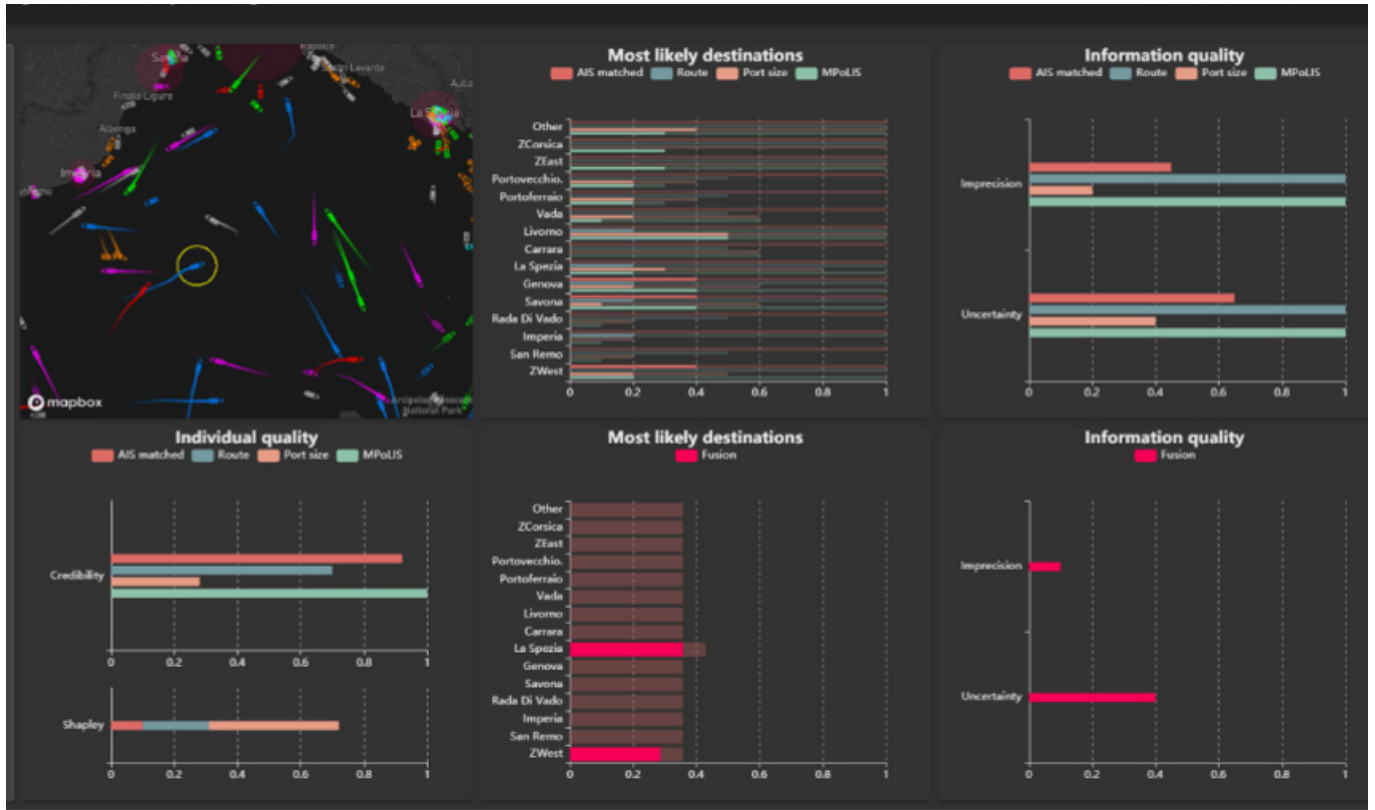 Savona
Rapallo
Sestri Levante
Aulla
Finale Ligure
La Spezia
Albenga
Imperia
mapbox
National Park
Most likely destinations
AIS matched Route Port size MPoLIS
Other
ZCorsica
ZEast
Portovecchio.
Portoferraio
Vada
Livorno
Carrara
La Spezia
Genova
Savona
Rada Di Vado
Imperia
San Remo
ZWest
0 0.2 0.4 0.6 0.8 1
Information quality
AIS matched Route Port size MPoLIS
Imprecision
Uncertainty
0 0.2 0.4 0.6 0.8 1
Individual quality
AIS matched Route Port size MPoLIS
Credibility
0 0.2 0.4 0.6 0.8 1
Shapley
0 0.2 0.4 0.6 0.8 1
Most likely destinations
Fusion
Other
ZCorsica
ZEast
Portovecchio.
Portoferraio
Vada
Livorno
Carrara
La Spezia
Genova
Savona
Rada Di Vado
Imperia
San Remo
ZWest
0 0.2 0.4 0.6 0.8 1
Information quality
Fusion
Imprecision
Uncertainty
0 0.2 0.4 0.6 0.8 1